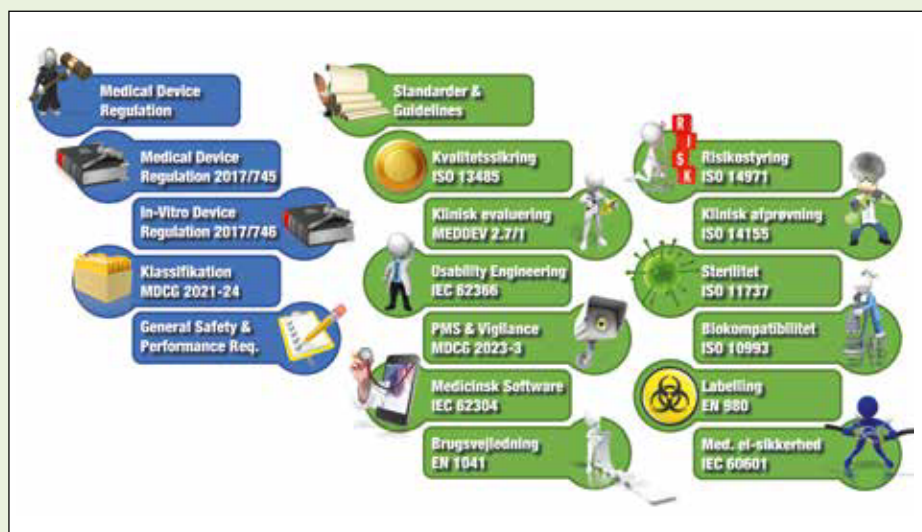 Medical Device
Regulation
Medical Device
Regulation 2017/745
In-Vitro Device
Regulation 2017/746
Klassifikation
MDCG 2021-24
General Safety &
Performance Req.
Standarder &
Guidelines
Kvalitetssikring
ISO 13485
Klinisk evaluering
MEDDEV 2.7/1
Usability Engineering
IEC 62366
PMS & Vigilance
MDCG 2023-3
Medicinsk Software
IEC 62304
Brugsvejledning
EN 1041
R
I
S
K
Risikostyring
ISO 14971
Klinisk afprøvning
ISO 14155
Sterilitet
ISO 11737
Biokompatibilitet
ISO 10993
Labelling
EN 980
Med. el-sikkerhed
IEC 60601